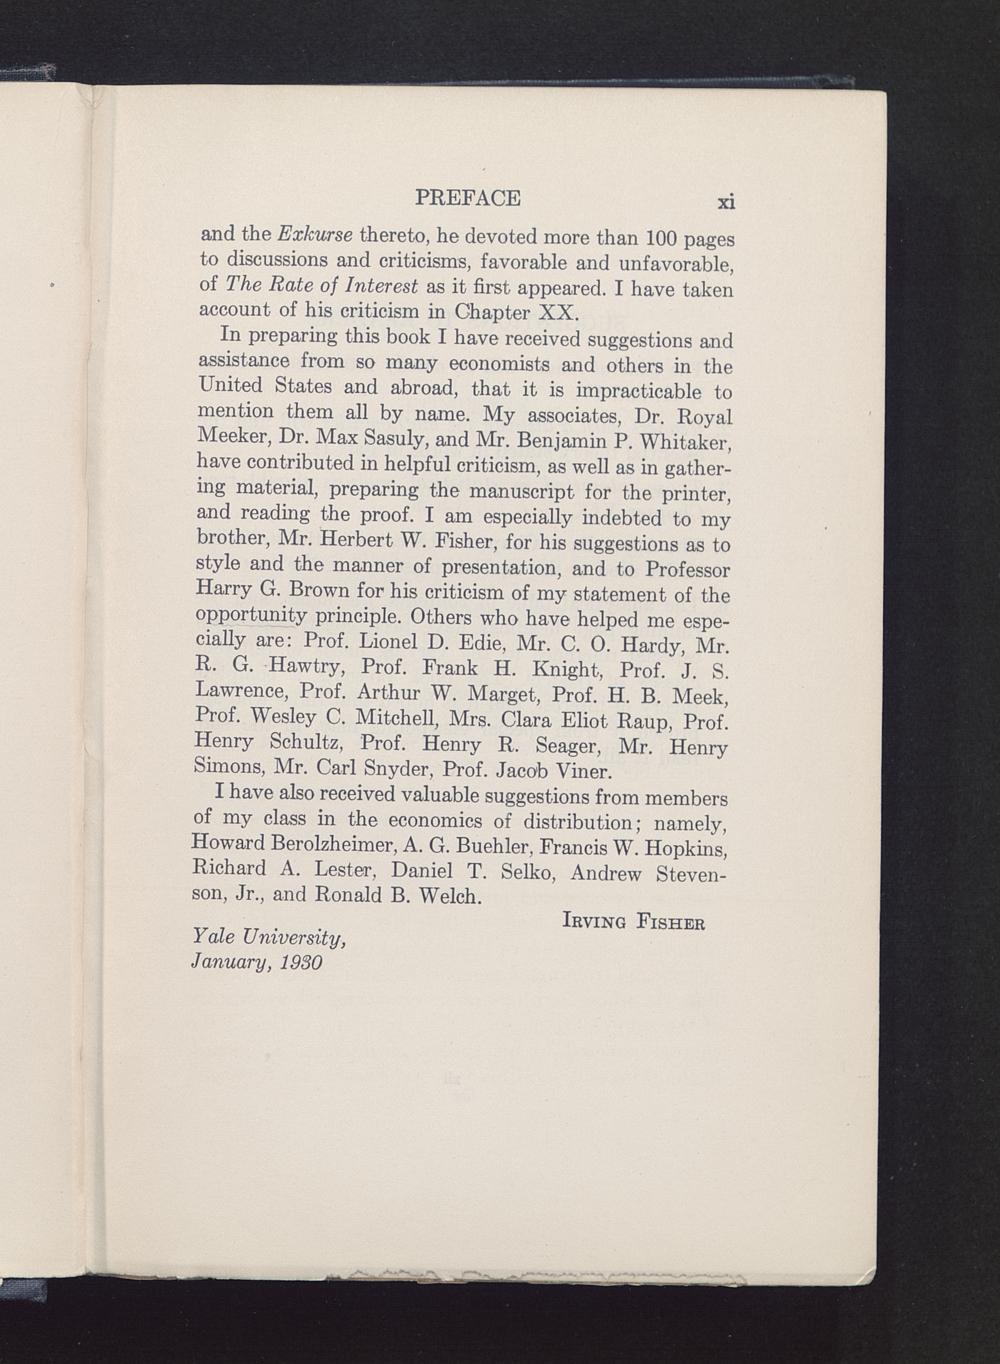 PREFACE xi
and the Exkurse thereto, he devoted more than 100 pages
to discussions and criticisms, favorable and unfavorable,
of The Rate of Interest as it first appeared. I have taken
account of his criticism in Chapter XX.
In preparing this book I have received suggestions and
assistance from so many economists and others in the
United States and abroad, that it is impracticable to
mention them all by name. My associates, Dr. Royal
Meeker, Dr. Max Sasuly, and Mr. Benjamin P. Whitaker,
have contributed in helpful criticism, as well as in gather-
ing material, preparing the manuscript for the printer,
and reading the proof. I am especially indebted to my
brother, Mr. Herbert W. Fisher, for his suggestions as to
style and the manner of presentation, and to Professor
Harry G. Brown for his criticism of my statement of the
opportunity principle. Others who have helped me espe-
cially are: Prof. Lionel D. Edie, Mr. C. O. Hardy, Mr.
R. G. Hawtry, Prof. Frank H. Knight, Prof. J. S.
Lawrence, Prof. Arthur W. Marget, Prof. H. B. Meek,
Prof. Wesley C. Mitchell, Mrs. Clara Eliot Raup, Prof.
Henry Schultz, Prof. Henry R. Seager, Mr. Henry
Simons, Mr. Carl Snyder, Prof. Jacob Viner.
I have also received valuable suggestions from members
of my class in the economics of distribution; namely,
Howard Berolzheimer, A. G. Buehler, Francis W. Hopkins,
Richard A. Lester, Daniel T. Selko, Andrew Steven-
son, Jr., and Ronald B. Welch.
IRVING FISHER
Yale University,
January, 1930